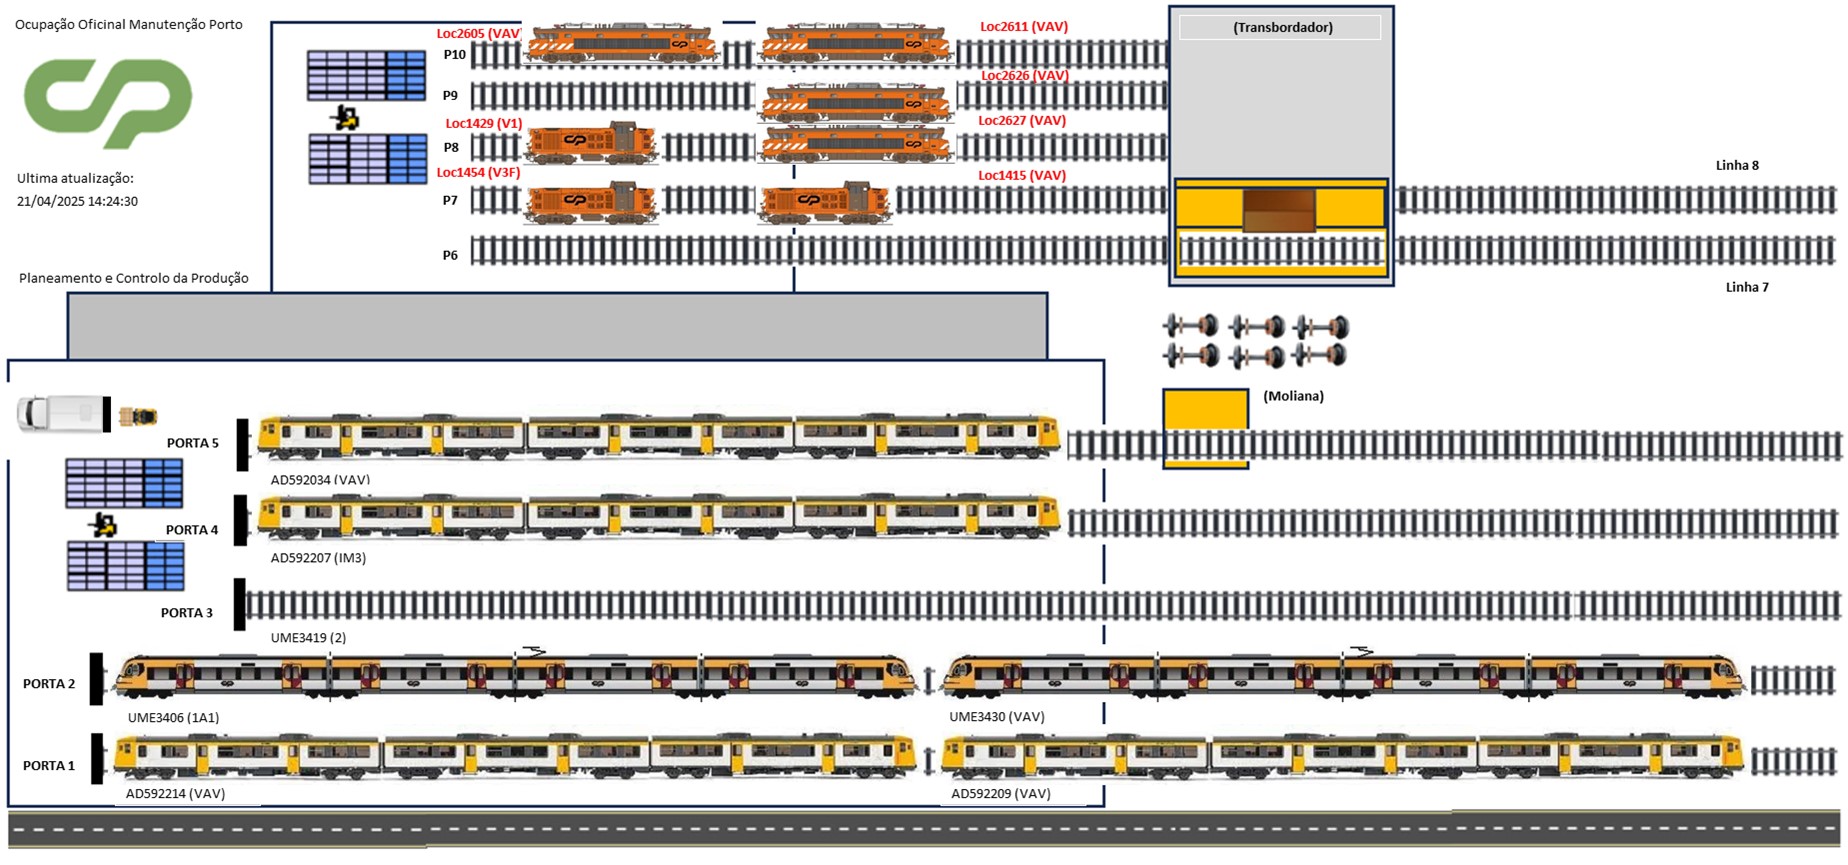 Ocupação Oficinal Manutenção Porto
CP
Ultima atualização:
21/04/2025 14:24:30
Planeamento e Controlo da Produção
Loc2605 (VAV)
Loc2611 (VAV)
P10
Loc2626 (VAV)
P9
Loc1429 (V1)
Loc2627 (VAV)
P8
Loc1454 (V3F)
Loc1415 (VAV)
P7
P6
(Transbordador)
Linha 8
Linha 7
(Moliana)
PORTA 5
AD592034 (VAV)
PORTA 4
AD592207 (IM3)
PORTA 3
UME3419 (2)
PORTA 2
UME3406 (1A1)
UME3430 (VAV)
PORTA 1
AD592214 (VAV)
AD592209 (VAV)